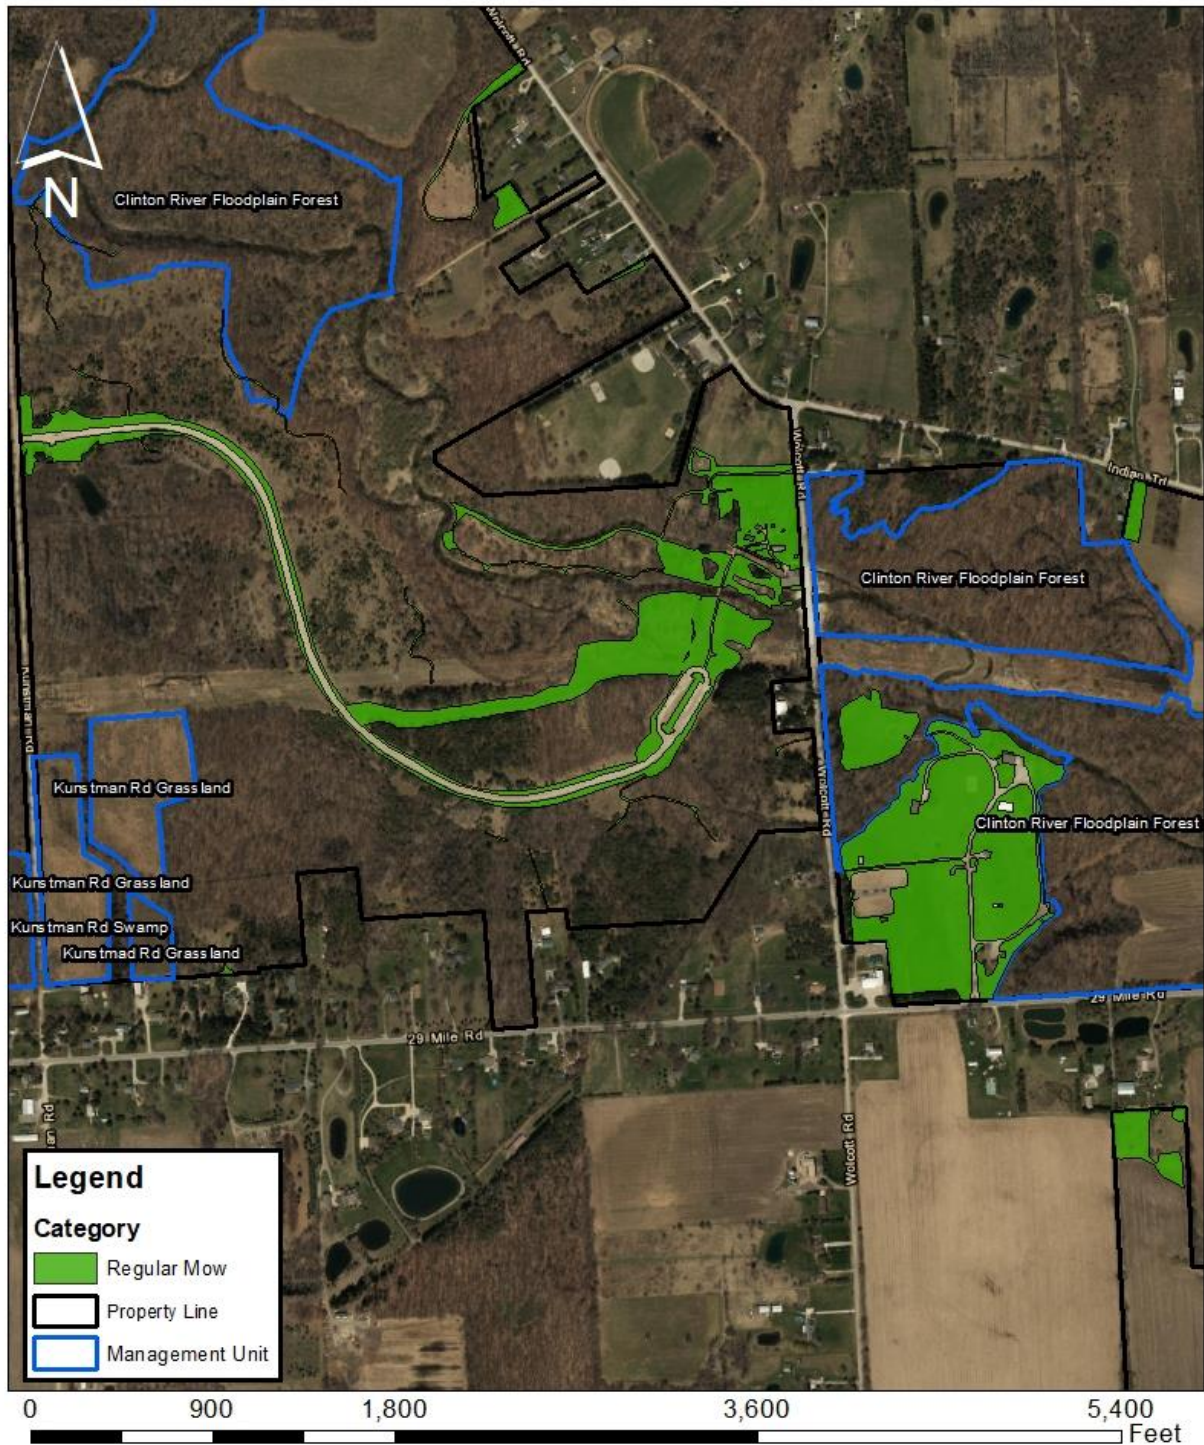 Wolcott Rd
N
Clinton River Floodplain Forest
Wolcott Rd
Indian Trl
Clinton River Floodplain Forest
Kunstman Rd
Kunstman Rd Grassland
Wolcott Rd
Clinton River Floodplain Forest
Kunstman Rd Grassland
Kunstman Rd Swamp
Kunstmad Rd Grassland
29 Mile Rd
29 Mile Rd
Wolcott Rd
Legend
Category
Regular Mow
Property Line
Management Unit
0 900 1,800 3,600 5,400
Feet